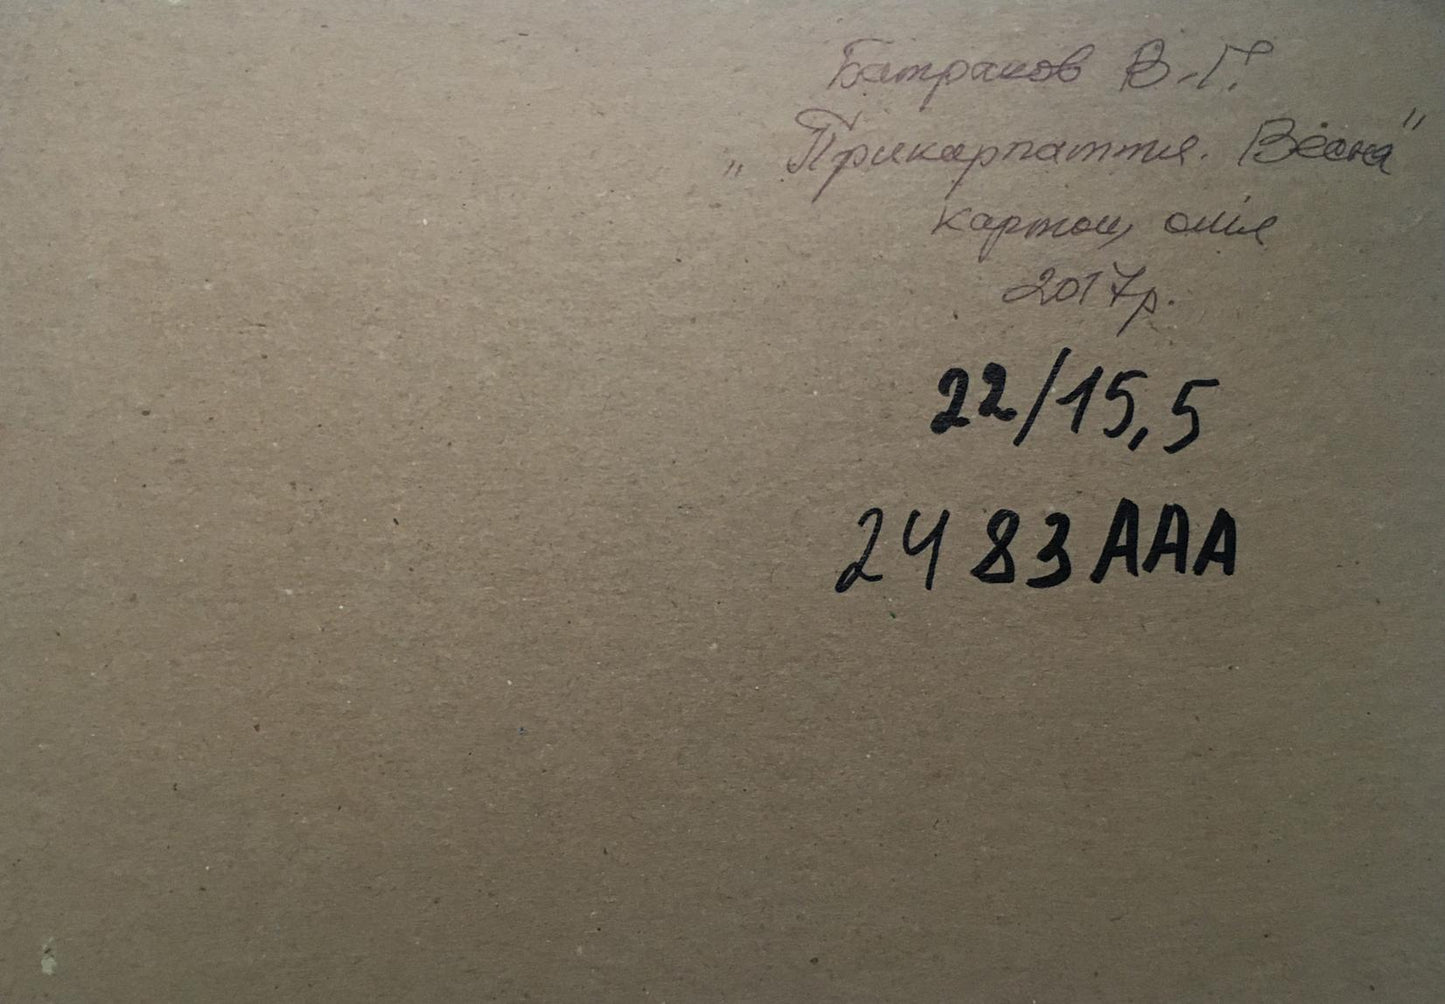 Батраков В.Г.
„Прикарпаття. Весна"
картон, олія
2017р.
22/15,5
2483ААА